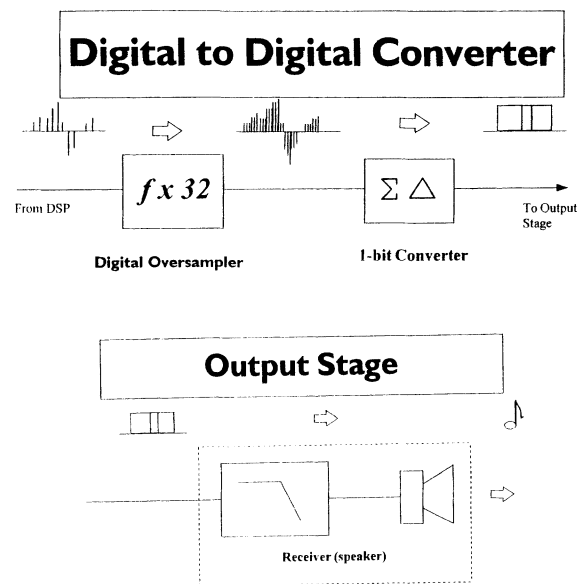 Digital to Digital Converter
f x 32
Σ Δ
From DSP
To Output
Stage
Digital Oversampler
1-bit Converter
Output Stage
Receiver (speaker)